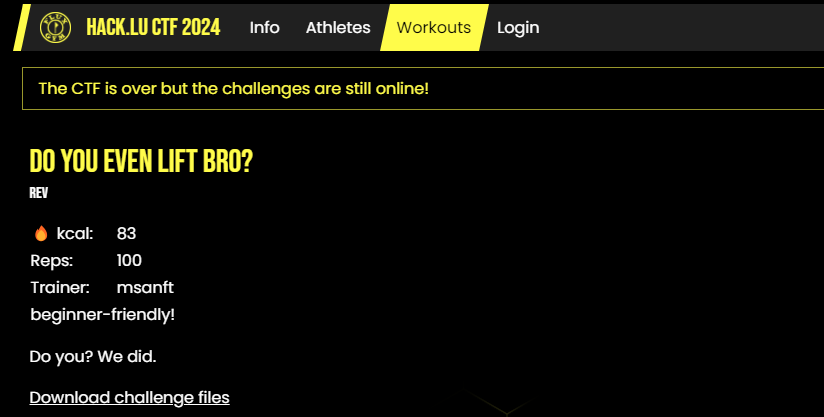 FLUX GYM HACK.LU CTF 2024 Info Athletes Workouts Login
The CTF is over but the challenges are still online!
DO YOU EVEN LIFT BRO?
REV
kcal: 83
Reps: 100
Trainer: msanft
beginner-friendly!
Do you? We did.
Download challenge files